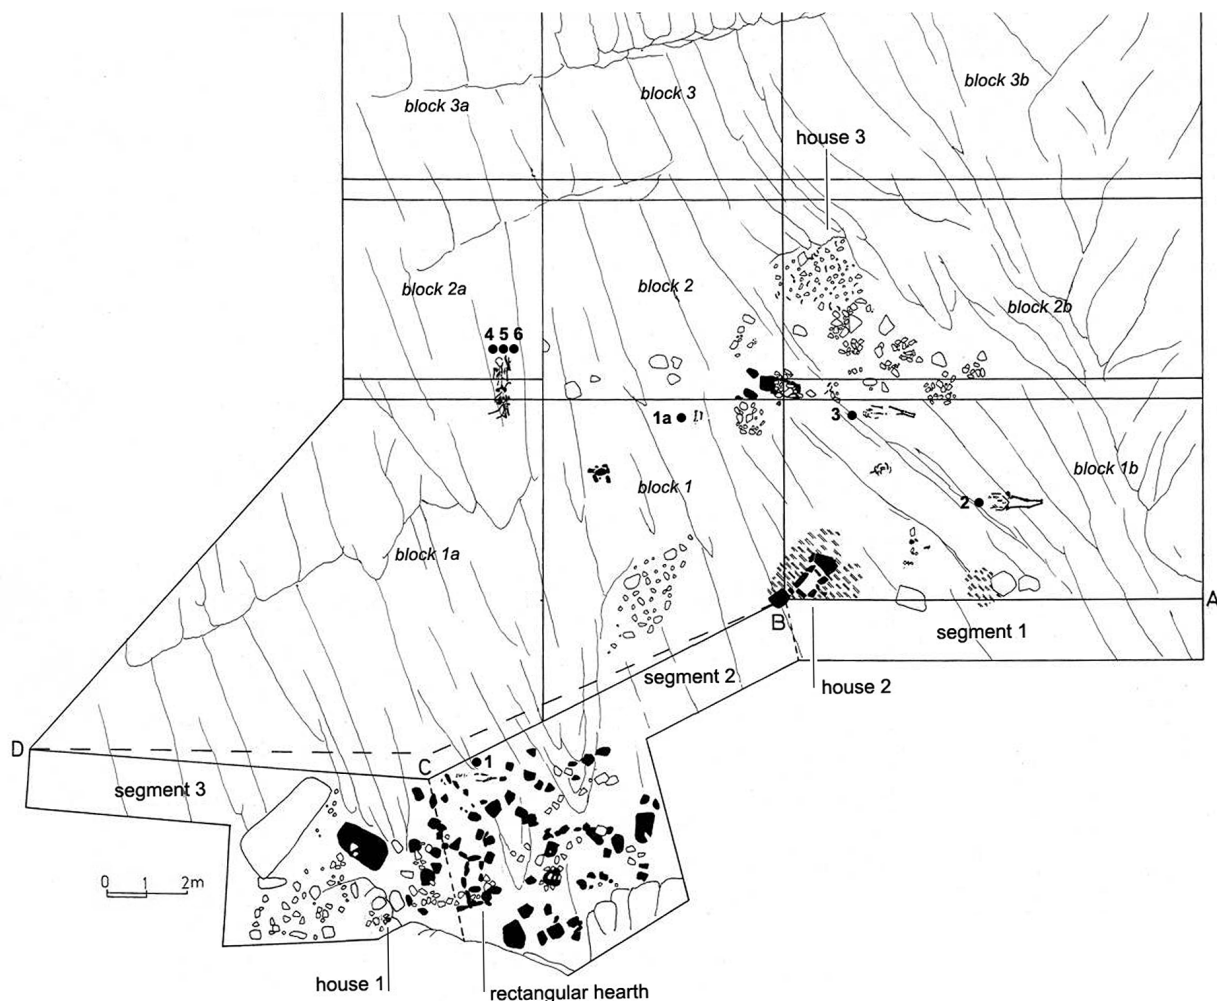 block 3a
block 3
block 3b
house 3
block 2a
block 2
block 2b
4 5 6
1a
3
block 1
block 1b
2
block 1a
A
B
segment 1
segment 2
house 2
D
C
1
segment 3
0 1 2m
house 1
rectangular hearth